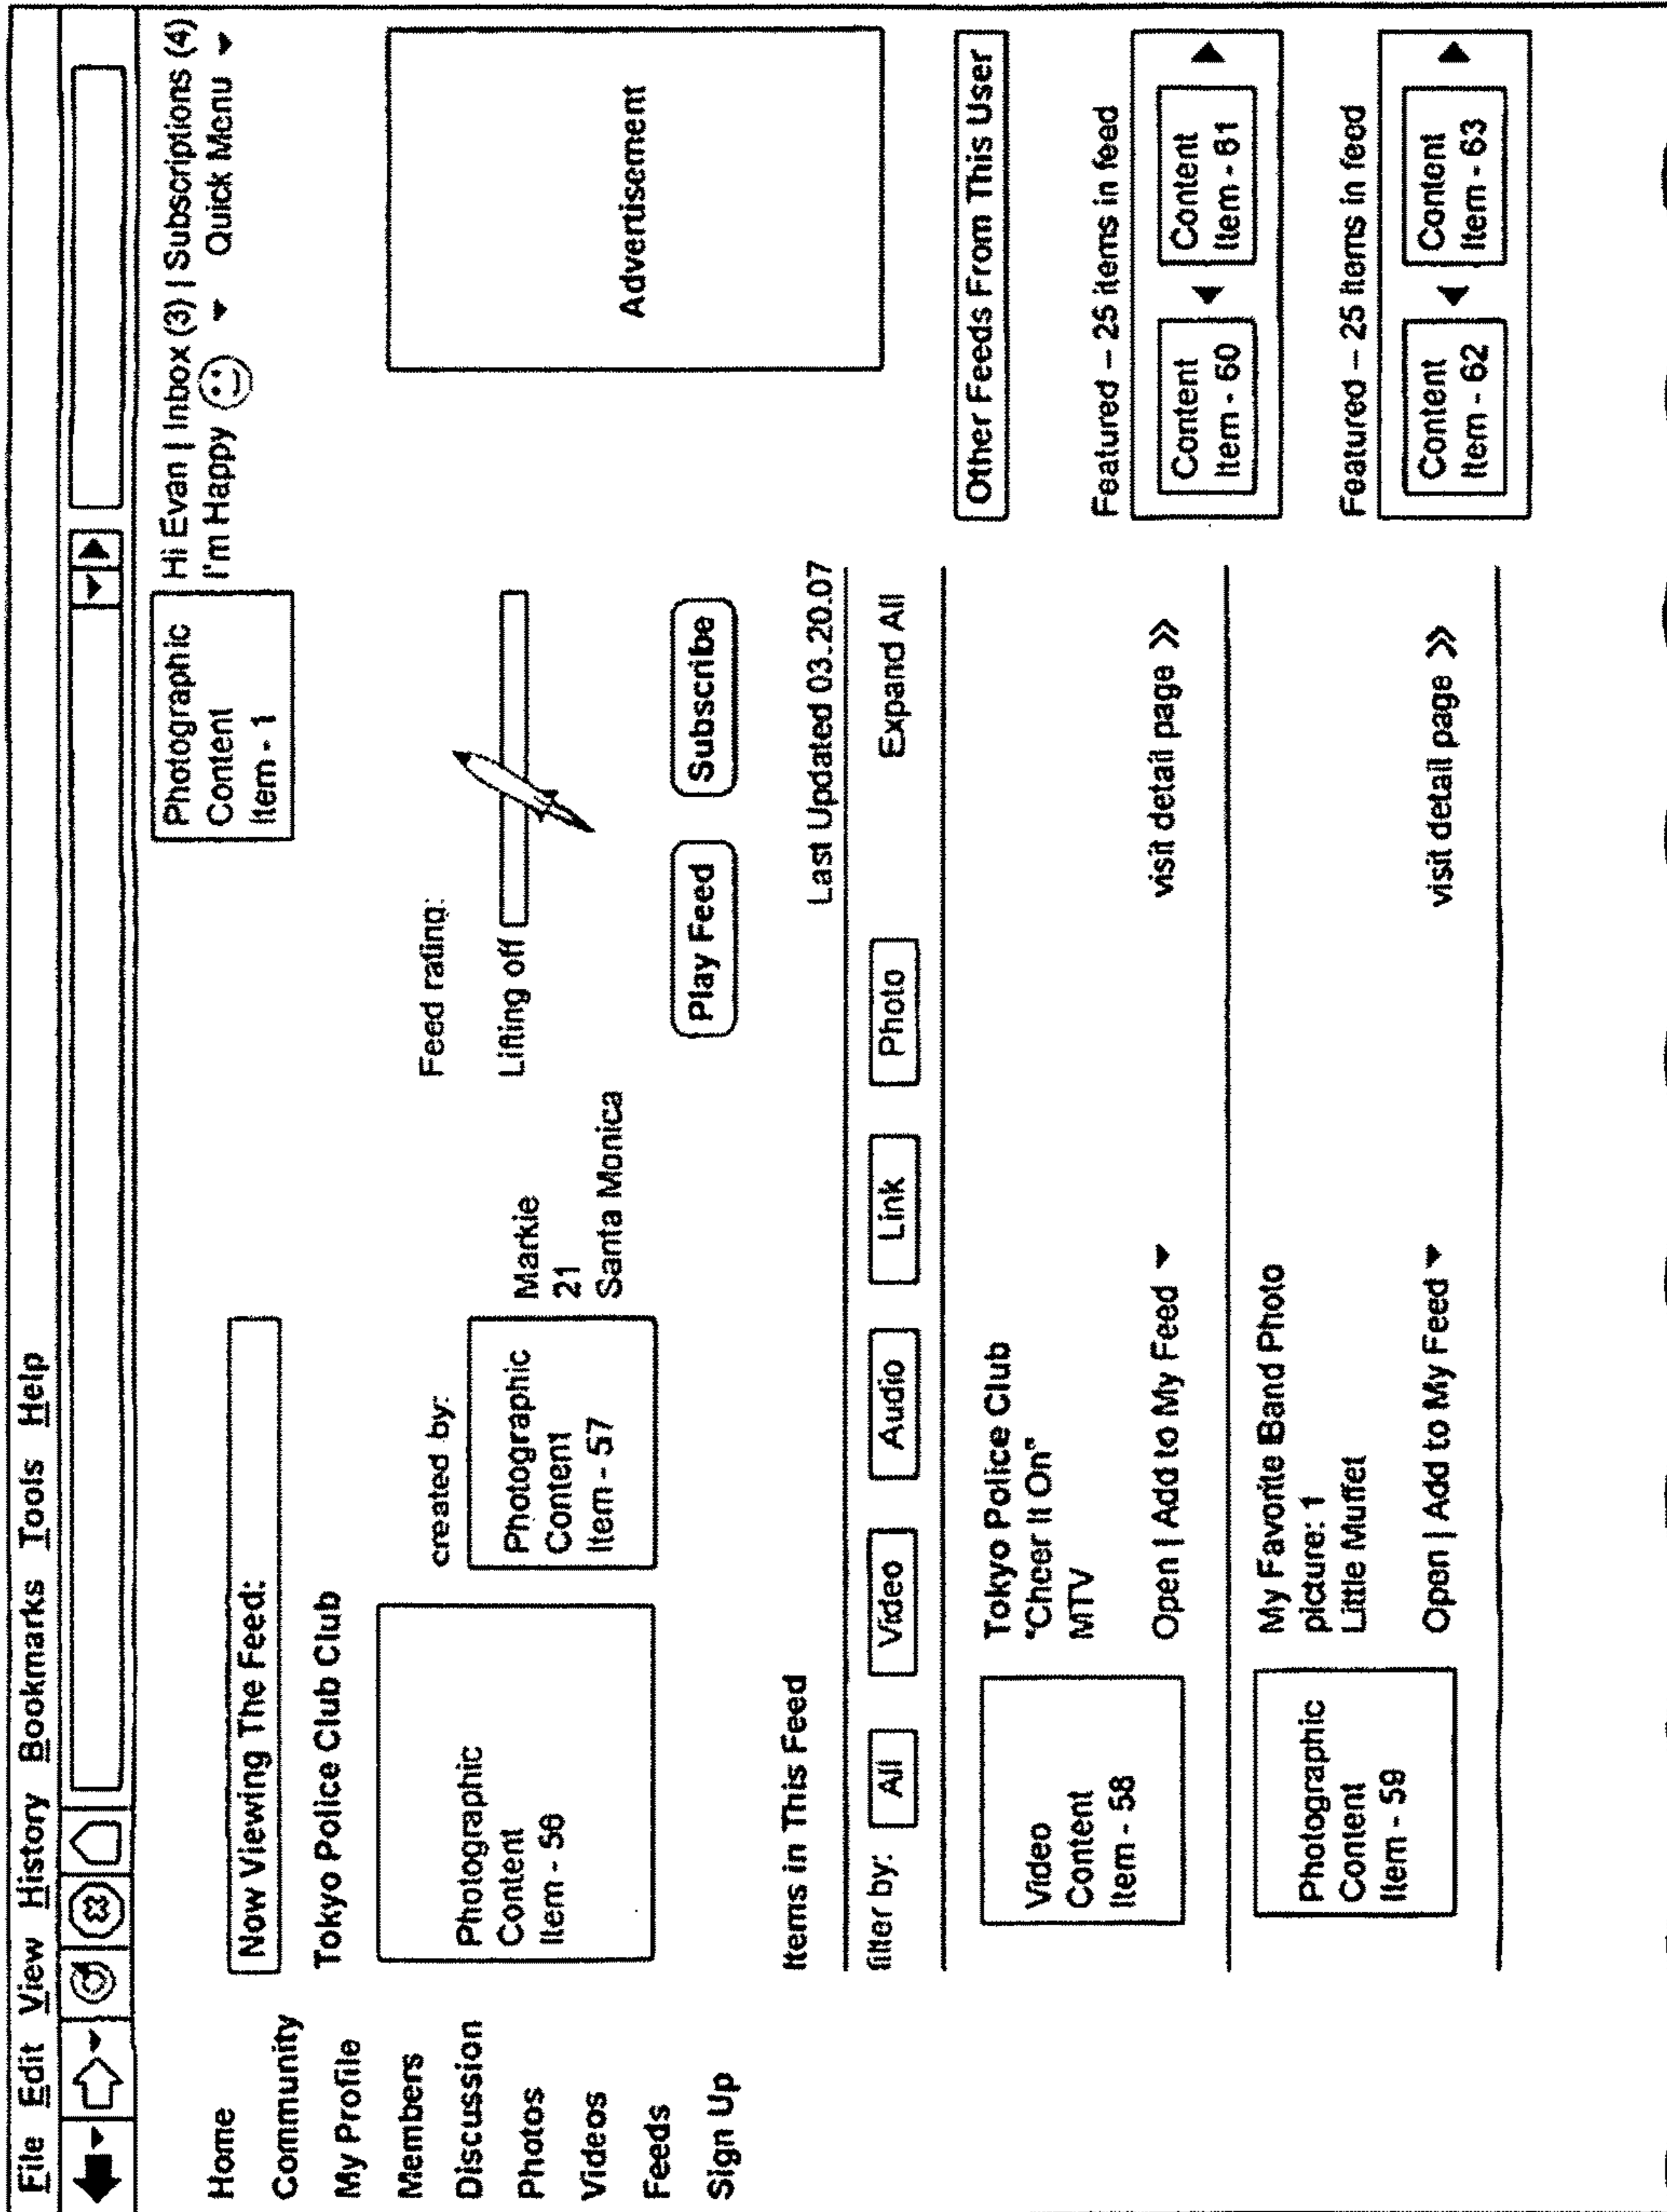 File Edit View History Bookmarks Tools Help
Photographic
Content
Item - 1
Hi Evan | Inbox (3) | Subscriptions (4)
I'm Happy
Quick Menu
Home
Community
My Profile
Members
Discussion
Photos
Videos
Feeds
Sign Up
Now Viewing The Feed:
Tokyo Police Club Club
Photographic
Content
Item - 56
created by:
Photographic
Content
Item - 57
Markie
21
Santa Monica
Feed rating:
Lifting off
Play Feed
Subscribe
Advertisement
Items in This Feed
Last Updated 03.20.07
filter by: All Video Audio Link Photo Expand All
Video
Content
Item - 58
Tokyo Police Club
"Cheer It On"
MTV
Open | Add to My Feed
visit detail page >>
Photographic
Content
Item - 59
My Favorite Band Photo
picture: 1
Little Muffet
Open | Add to My Feed
visit detail page >>
Other Feeds From This User
Featured – 25 items in feed
Content
Item - 60
Content
Item - 61
Featured – 25 items in feed
Content
Item - 62
Content
Item - 63